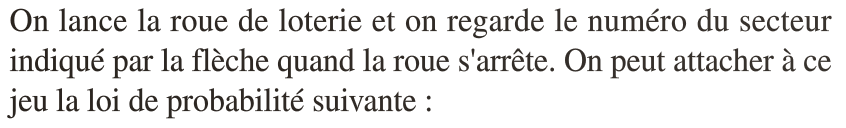 On lance la roue de loterie et on regarde le numéro du secteur
indiqué par la flèche quand la roue s'arrête. On peut attacher à ce
jeu la loi de probabilité suivante :